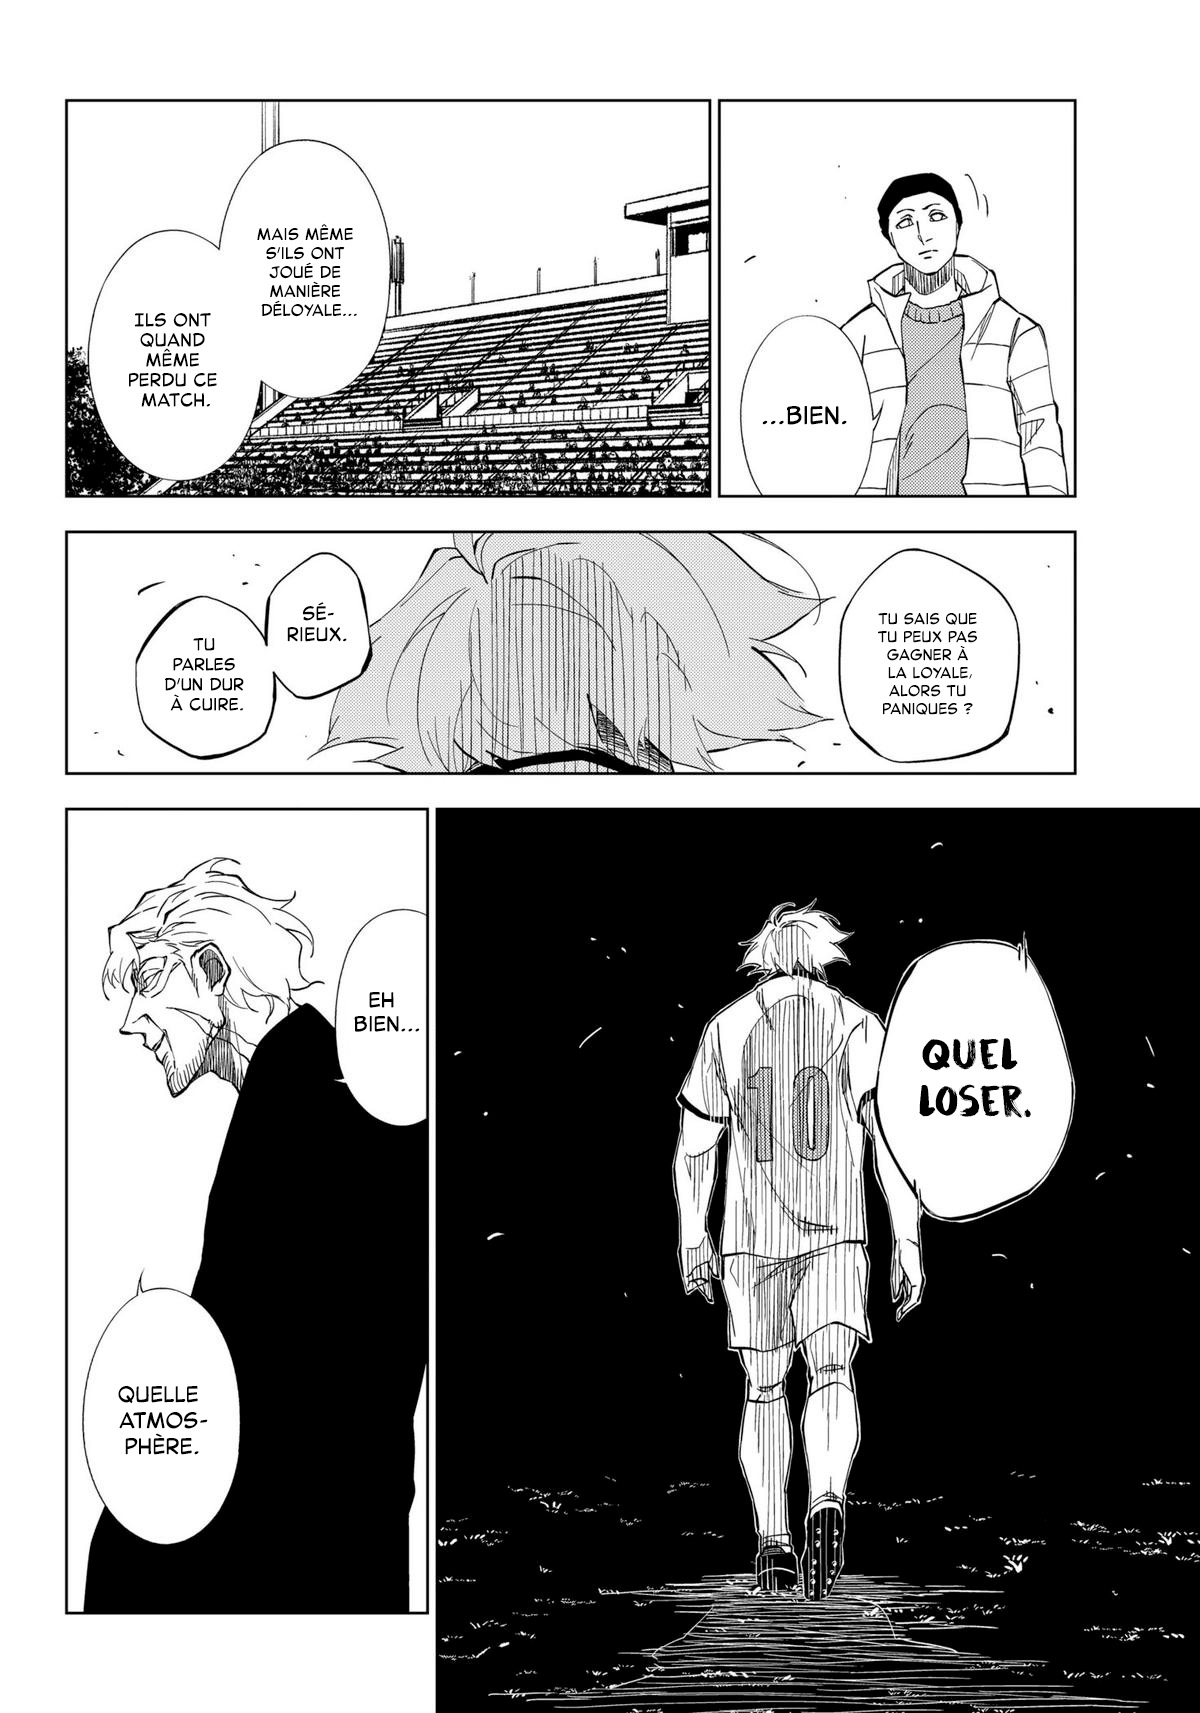 ...BIEN.
MAIS MÊME
S'ILS ONT
JOUÉ DE
MANIÈRE
DÉLOYALE...
ILS ONT
QUAND
MÊME
PERDU CE
MATCH.
TU SAIS QUE
TU PEUX PAS
GAGNER À
LA LOYALE,
ALORS TU
PANIQUES ?
SÉ-
RIEUX.
TU
PARLES
D'UN DUR
À CUIRE.
QUEL
LOSER.
10
EH
BIEN...
QUELLE
ATMOS-
PHÈRE.